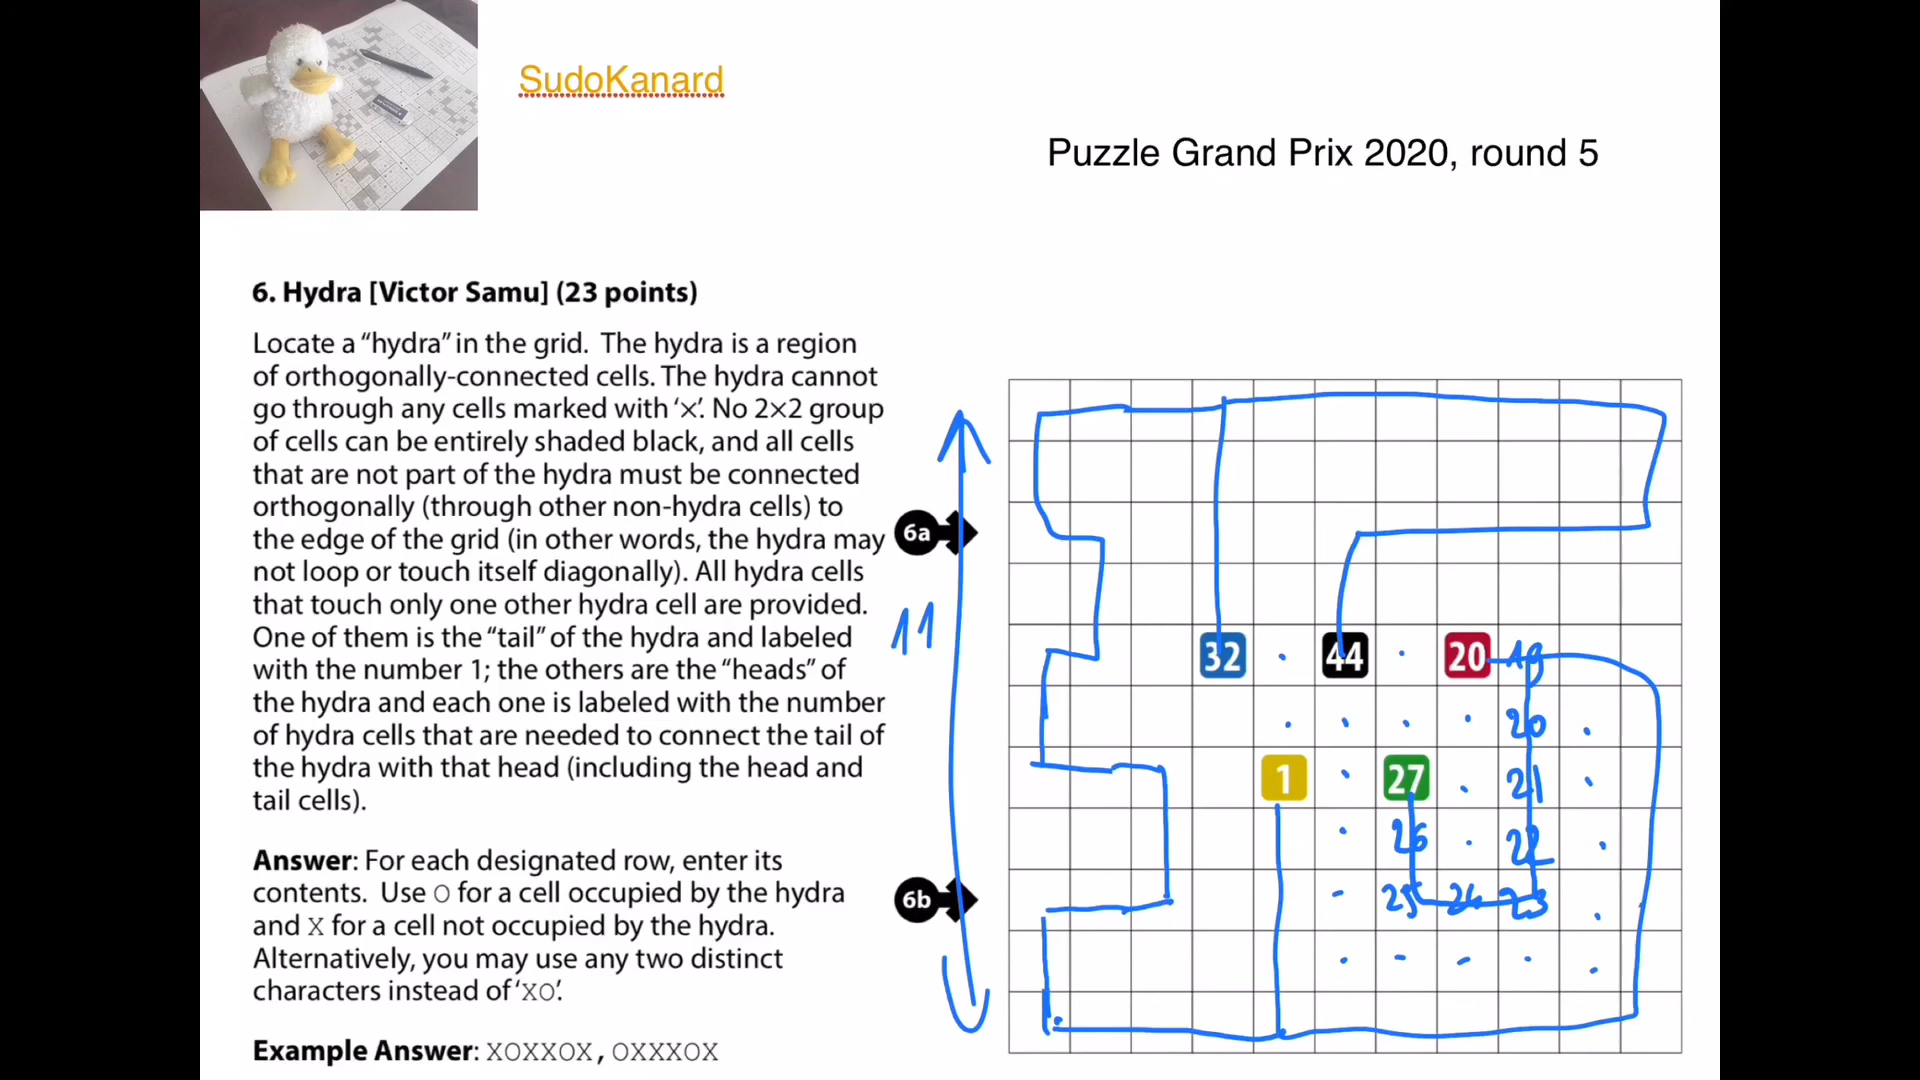 SudoKanard
Puzzle Grand Prix 2020, round 5
6. Hydra [Victor Samu] (23 points)
Locate a “hydra” in the grid. The hydra is a region
of orthogonally-connected cells. The hydra cannot
go through any cells marked with ‘×’. No 2×2 group
of cells can be entirely shaded black, and all cells
that are not part of the hydra must be connected
orthogonally (through other non-hydra cells) to
the edge of the grid (in other words, the hydra may
not loop or touch itself diagonally). All hydra cells
that touch only one other hydra cell are provided.
One of them is the “tail” of the hydra and labeled
with the number 1; the others are the “heads” of
the hydra and each one is labeled with the number
of hydra cells that are needed to connect the tail of
the hydra with that head (including the head and
tail cells).
Answer: For each designated row, enter its
contents. Use O for a cell occupied by the hydra
and X for a cell not occupied by the hydra.
Alternatively, you may use any two distinct
characters instead of ‘XO’.
Example Answer: XOXXOX, OXXXOX
6a
11
6b
32 44 20 19
20
1 27 21
26 22
25 24 23